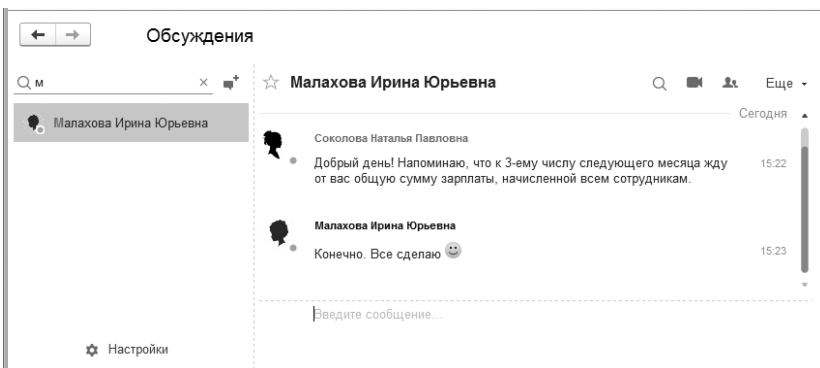 Обсуждения
м
Малахова Ирина Юрьевна
Настройки
Малахова Ирина Юрьевна
Еще
Сегодня
Соколова Наталья Павловна
Добрый день! Напоминаю, что к 3-ему числу следующего месяца жду
от вас общую сумму зарплаты, начисленной всем сотрудникам.
15:22
Малахова Ирина Юрьевна
Конечно. Все сделаю
15:23
Введите сообщение...